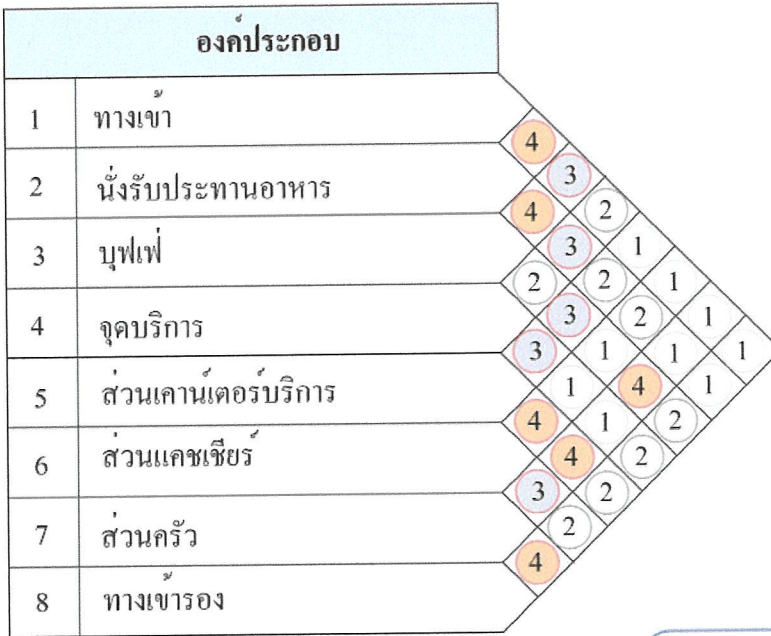 องค์ประกอบ
1 ทางเข้า
4
3
2 นั่งรับประทานอาหาร
4 2
3 1
3 บุฟเฟ่
2 2 1
3 2 1
4 จุดบริการ
3 1 1 1
1 4 1
5 ส่วนเคาน์เตอร์บริการ
4 1 2
4 2
6 ส่วนแคชเชียร์
3 2
2
7 ส่วนครัว
4
8 ทางเข้ารอง